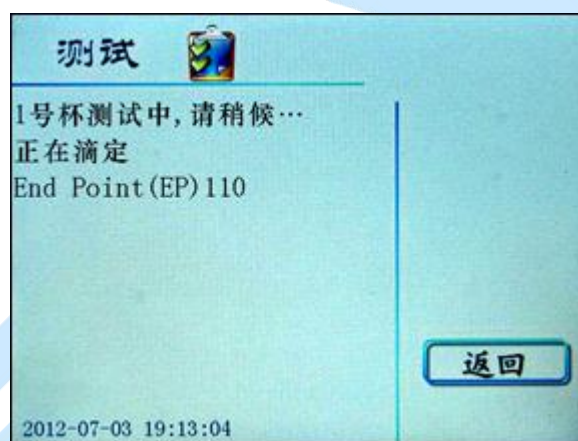 测试
1号杯测试中,请稍候…
正在滴定
End Point(EP)110
返回
2012-07-03 19:13:04